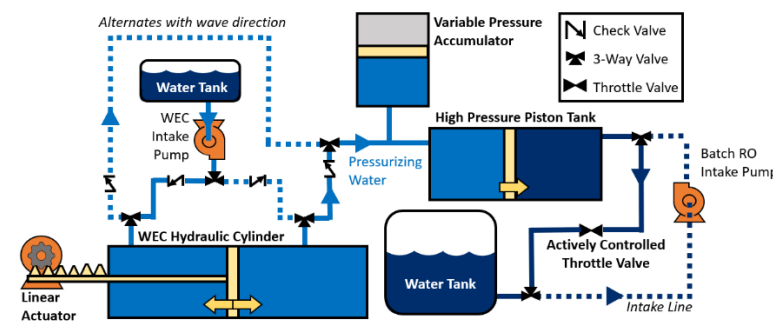 Alternates with wave direction
Variable Pressure
Accumulator
Check Valve
3-Way Valve
Throttle Valve
Water Tank
WEC
Intake
Pump
High Pressure Piston Tank
Pressurizing
Water
Batch RO
Intake Pump
WEC Hydraulic Cylinder
Actively Controlled
Throttle Valve
Water Tank
Linear
Actuator
Intake Line